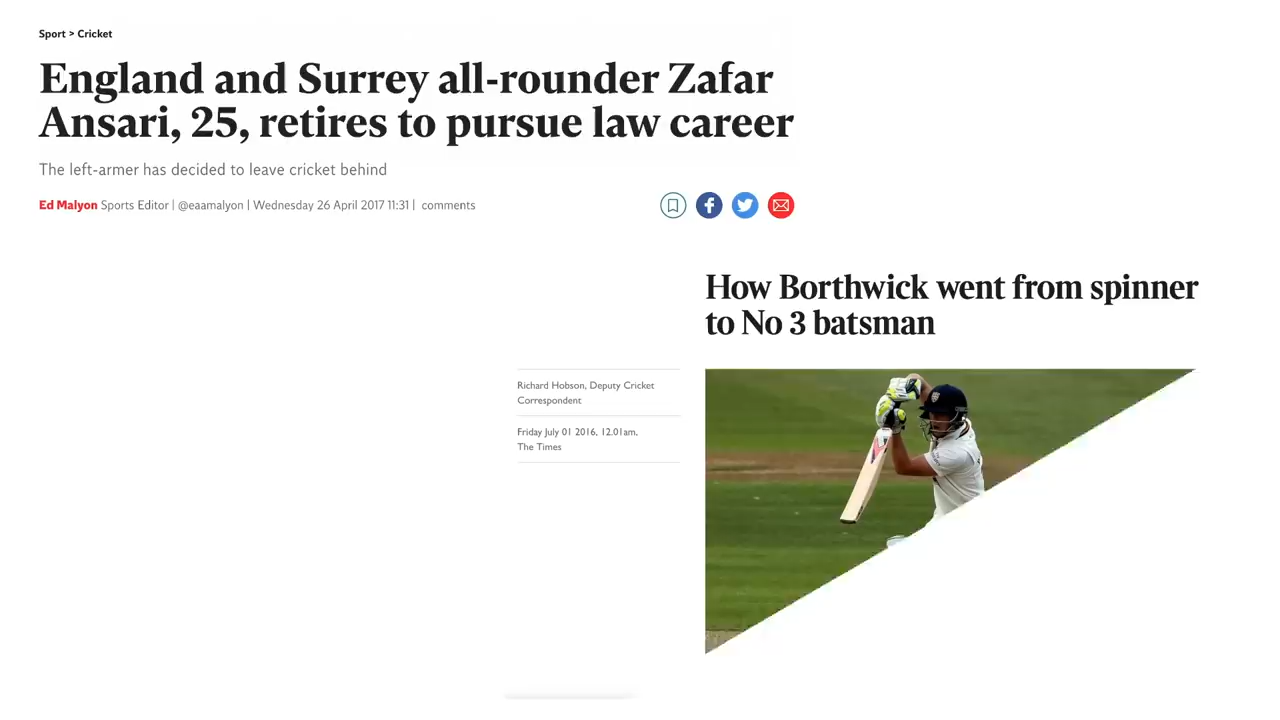 Sport > Cricket
England and Surrey all-rounder Zafar
Ansari, 25, retires to pursue law career
The left-armer has decided to leave cricket behind
Ed Malyon Sports Editor | @eaamalyon | Wednesday 26 April 2017 11:31 | comments
How Borthwick went from spinner
to No 3 batsman
Richard Hobson, Deputy Cricket
Correspondent
Friday July 01 2016, 12.01am,
The Times